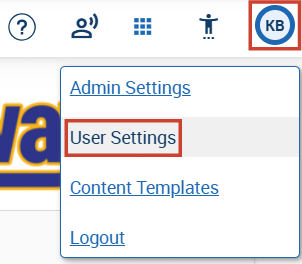 KB
Admin Settings
User Settings
Content Templates
Logout